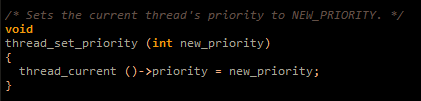 /* Sets the current thread's priority to NEW_PRIORITY. */
void
thread_set_priority (int new_priority)
{
  thread_current ()->priority = new_priority;
}